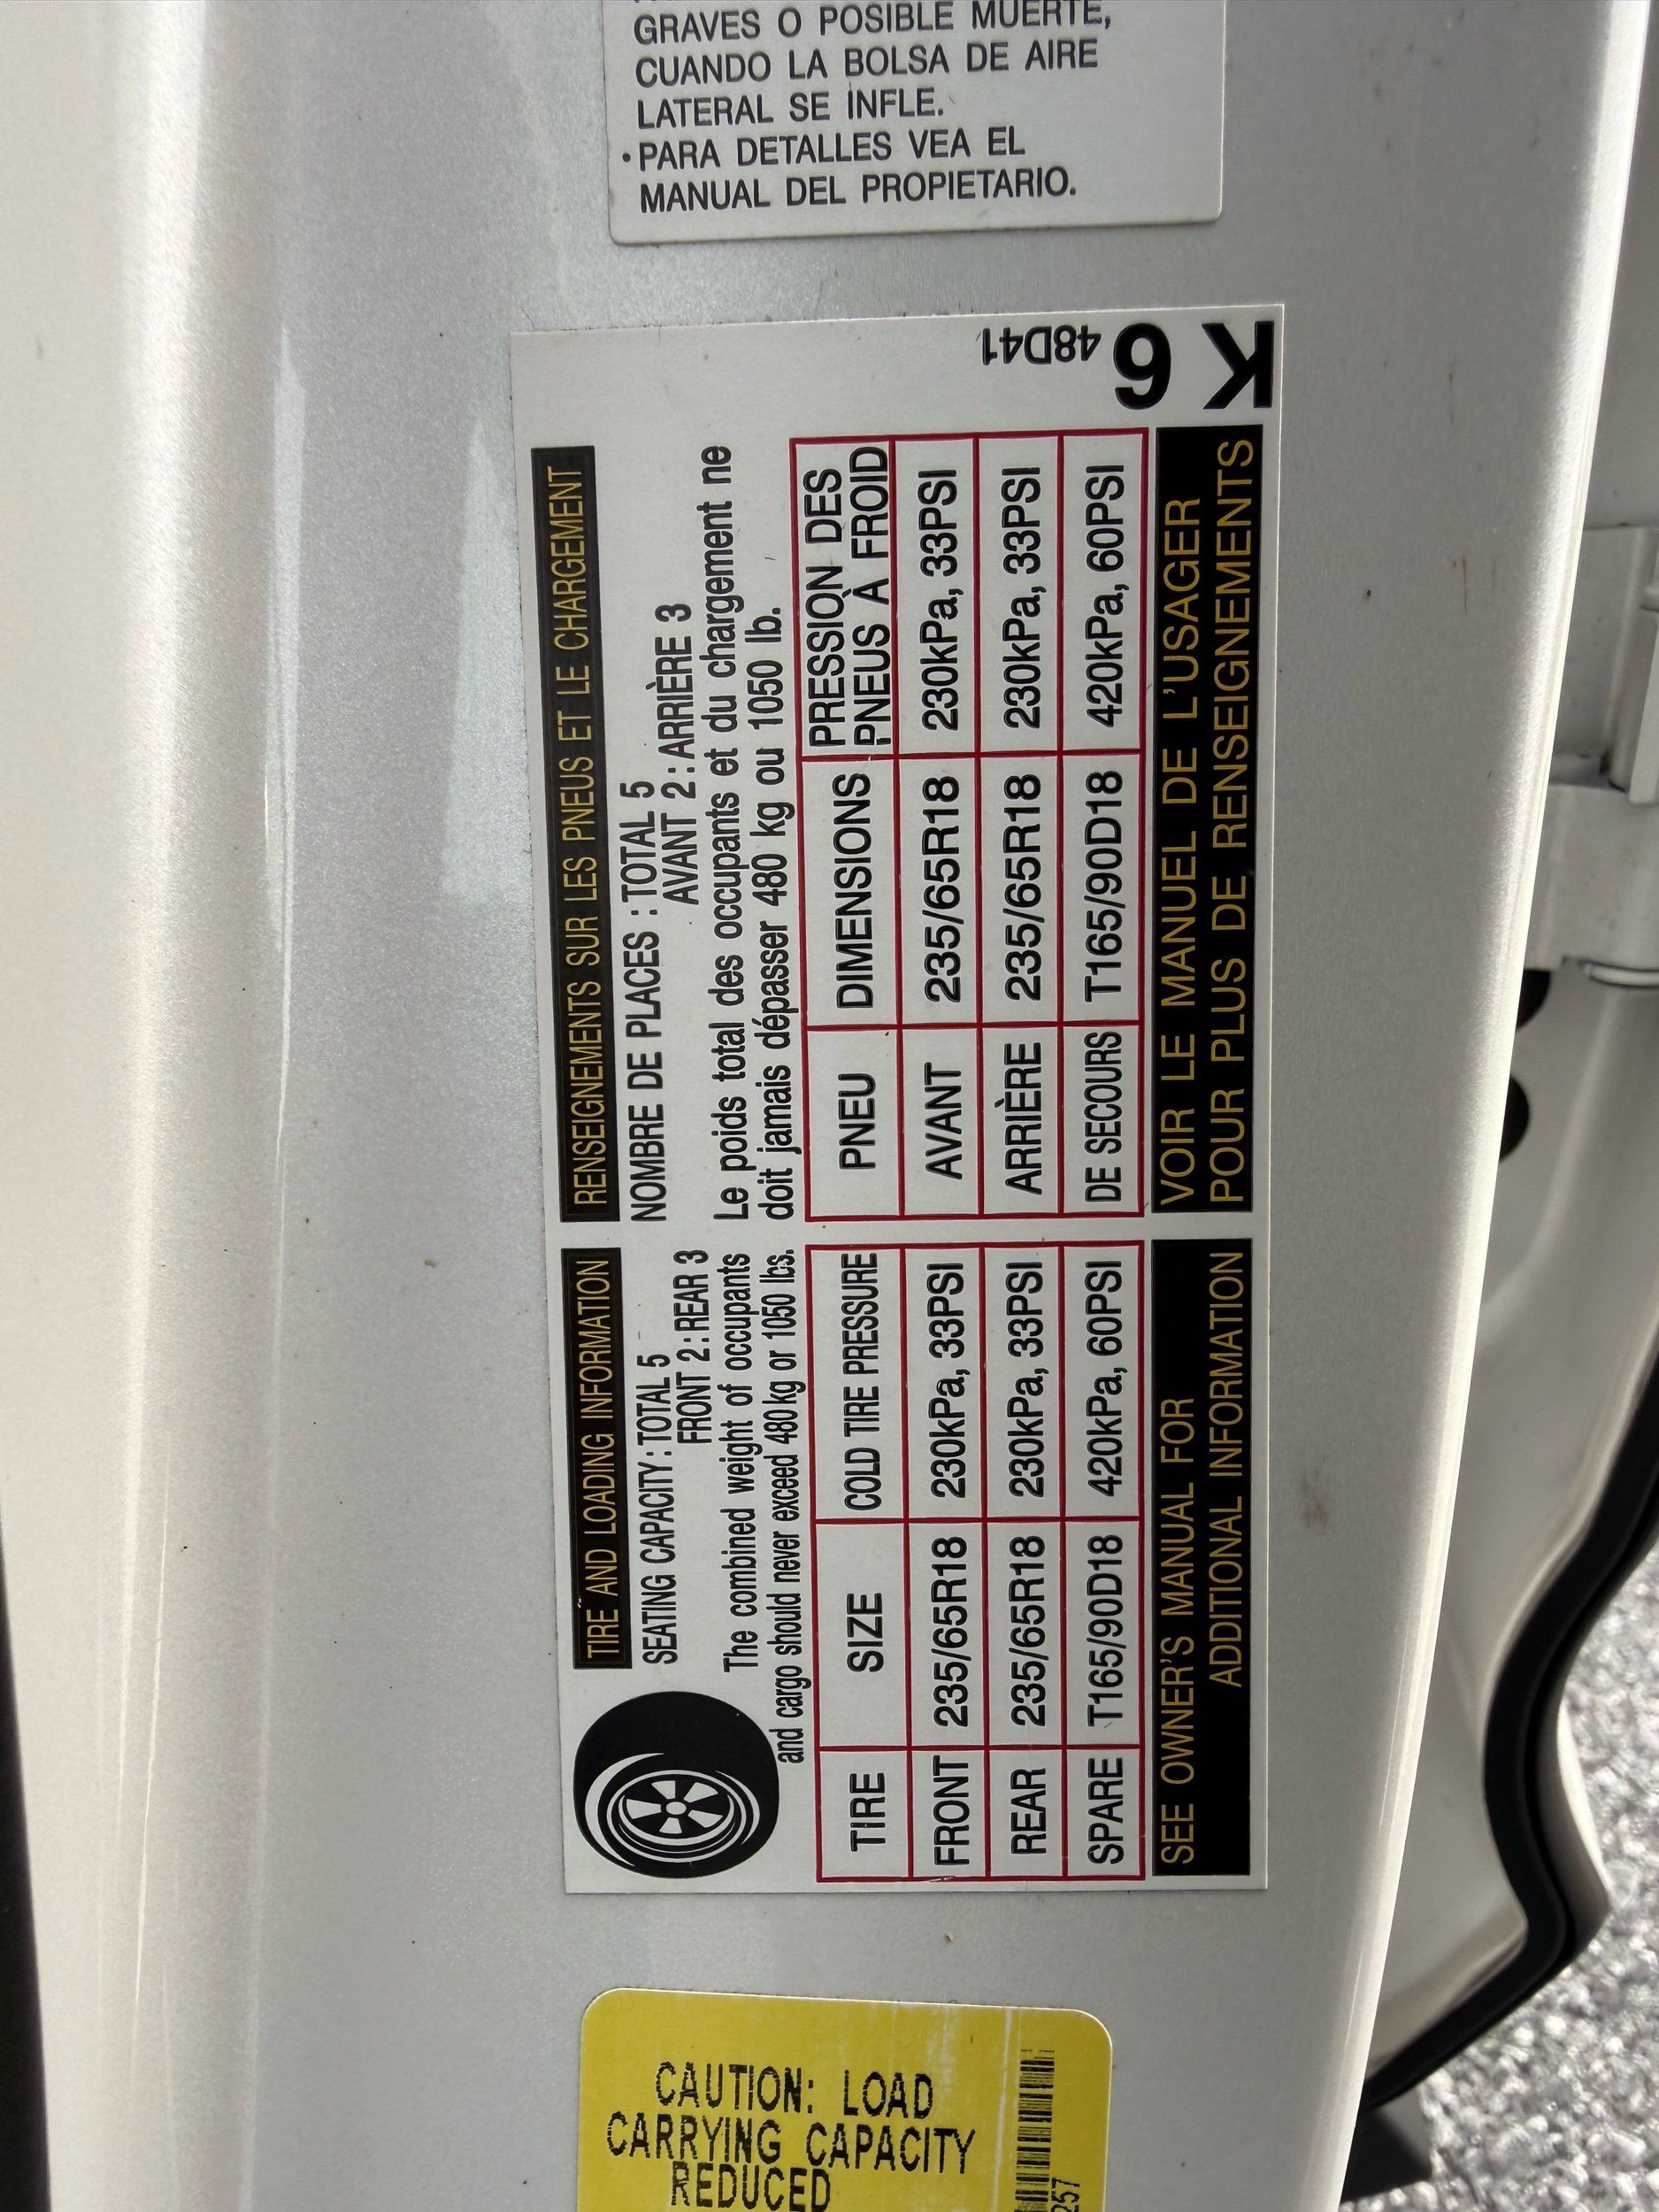 GRAVES O POSIBLE MUERTE,
CUANDO LA BOLSA DE AIRE
LATERAL SE INFLE.
•PARA DETALLES VEA EL
MANUAL DEL PROPIETARIO.
TIRE AND LOADING INFORMATION
SEATING CAPACITY : TOTAL 5
FRONT 2 : REAR 3
The combined weight of occupants
and cargo should never exceed 480kg or 1050 lbs.
TIRE SIZE COLD TIRE PRESSURE
FRONT 235/65R18 230kPa, 33PSI
REAR 235/65R18 230kPa, 33PSI
SPARE T165/90D18 420kPa, 60PSI
SEE OWNER'S MANUAL FOR
ADDITIONAL INFORMATION
RENSEIGNEMENTS SUR LES PNEUS ET LE CHARGEMENT
NOMBRE DE PLACES : TOTAL 5
AVANT 2 : ARRIÈRE 3
Le poids total des occupants et du chargement ne
doit jamais dépasser 480 kg ou 1050 lb.
PNEU DIMENSIONS PRESSION DES
PNEUS À FROID
AVANT 235/65R18 230kPa, 33PSI
ARRIÈRE 235/65R18 230kPa, 33PSI
DE SECOURS T165/90D18 420kPa, 60PSI
VOIR LE MANUEL DE L'USAGER
POUR PLUS DE RENSEIGNEMENTS
48D41
K6
CAUTION: LOAD
CARRYING CAPACITY
REDUCED
257